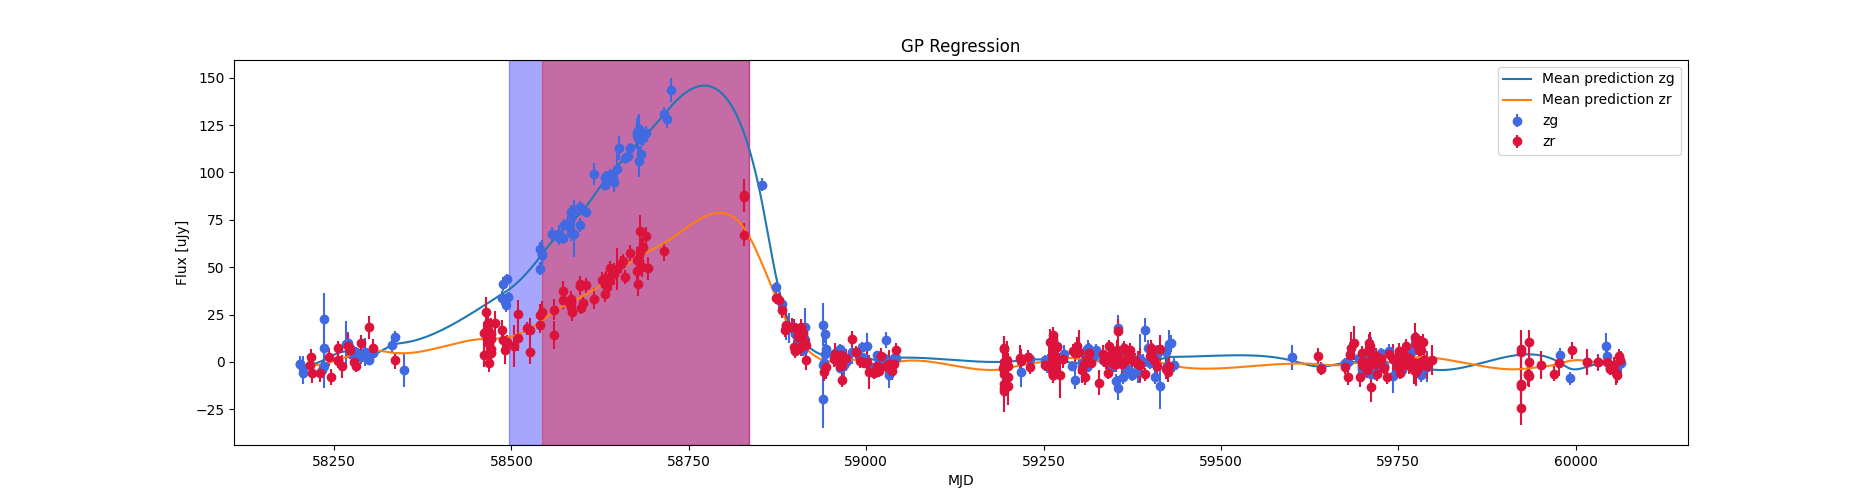 GP Regression
Flux [uJy]
150
125
100
75
50
25
0
−25
58250
58500
58750
59000
59250
59500
59750
60000
MJD
Mean prediction zg
Mean prediction zr
zg
zr